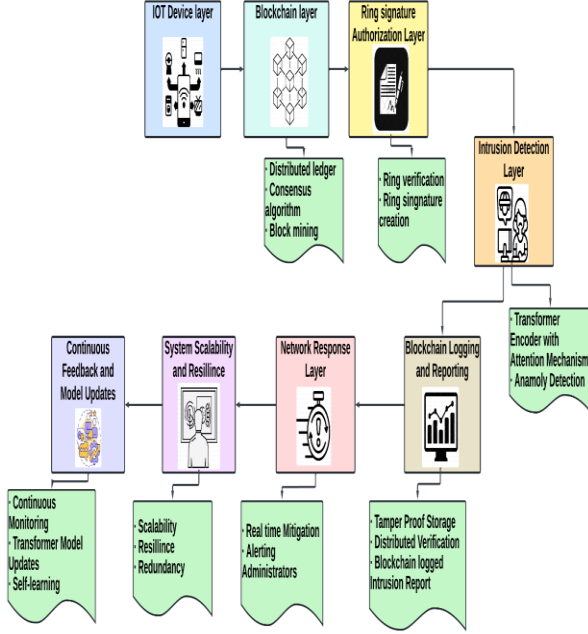 IOT Device layer
Blockchain layer
Ring signature
Authorization Layer
· Distributed ledger
· Consensus
algorithm
· Block mining
· Ring verification
· Ring singnature
creation
Intrusion Detection
Layer
· Transformer
Encoder with
Attention Mechanism
· Anamoly Detection
Continuous
Feedback and
Model Updates
System Scalability
and Resillince
Network Response
Layer
Blockchain Logging
and Reporting
· Continuous
Monitoring
· Transformer Model
Updates
· Self-learning
· Scalability
· Resillince
· Redundancy
· Real time Mitigation
· Alerting
Administrators
· Tamper Proof Storage
· Distributed Verification
· Blockchain logged
Intrusion Report